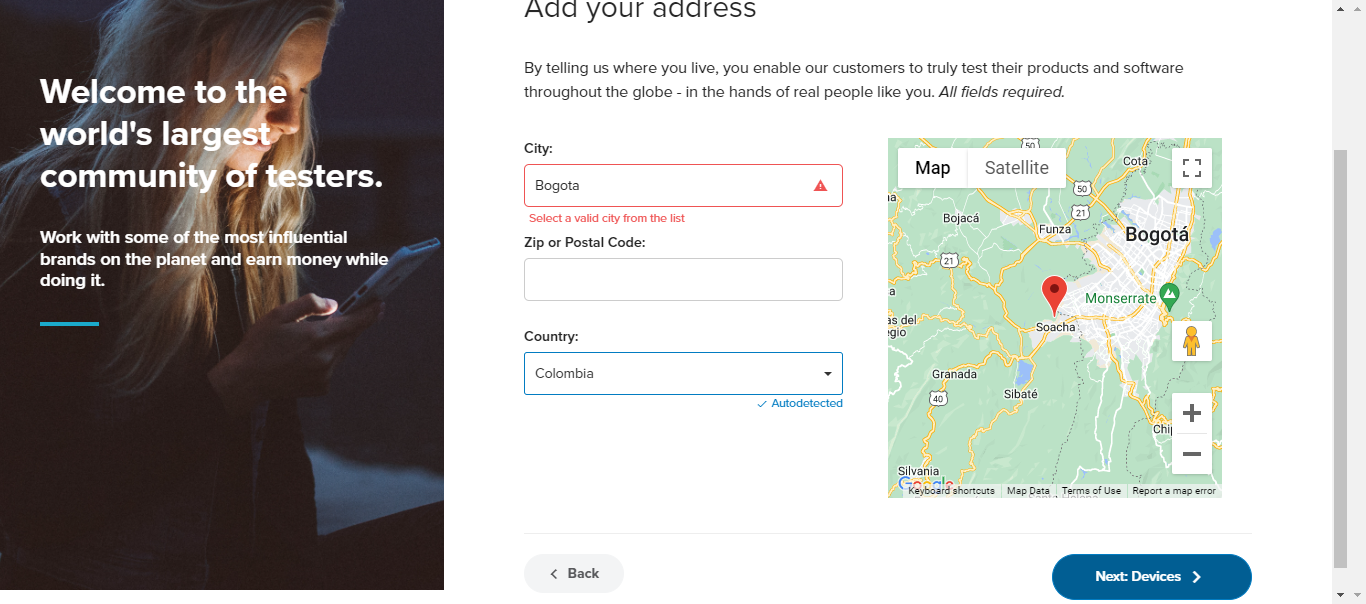 Welcome to the
world's largest
community of testers.
Work with some of the most influential
brands on the planet and earn money while
doing it.
Add your address
By telling us where you live, you enable our customers to truly test their products and software
throughout the globe - in the hands of real people like you. All fields required.
City:
Bogota
Select a valid city from the list
Zip or Postal Code:
Country:
Colombia
Autodetected
Map
Satellite
50
Cota
50
21
Bojacá
Funza
Bogotá
21
Monserrate
Soacha
as del
egio
Granada
Sibaté
40
Chip
Silvania
Google
Keyboard shortcuts
Map Data
Terms of Use
Report a map error
Back
Next: Devices